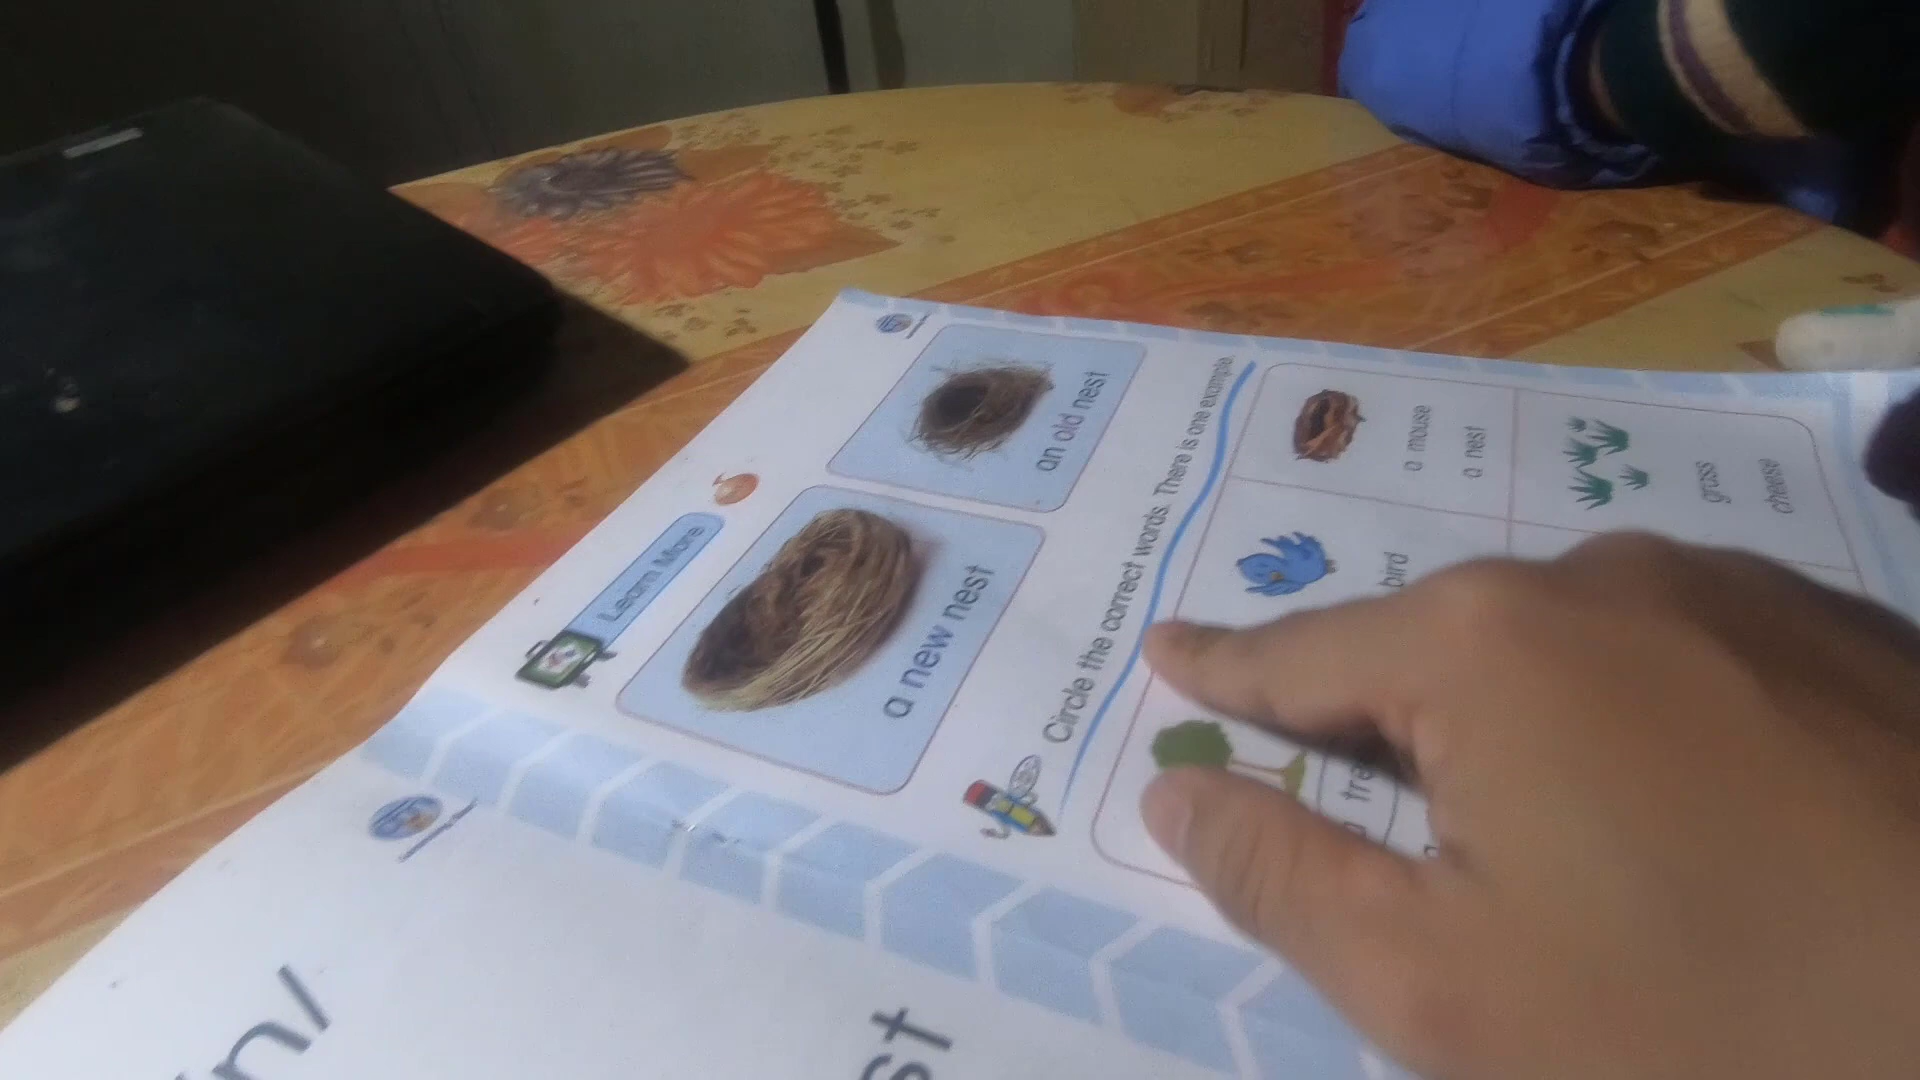 Learn More
a new nest
an old nest
Circle the correct words. There is one example.
a tre
bird
a mouse
a nest
grass
cheese
/n/
st